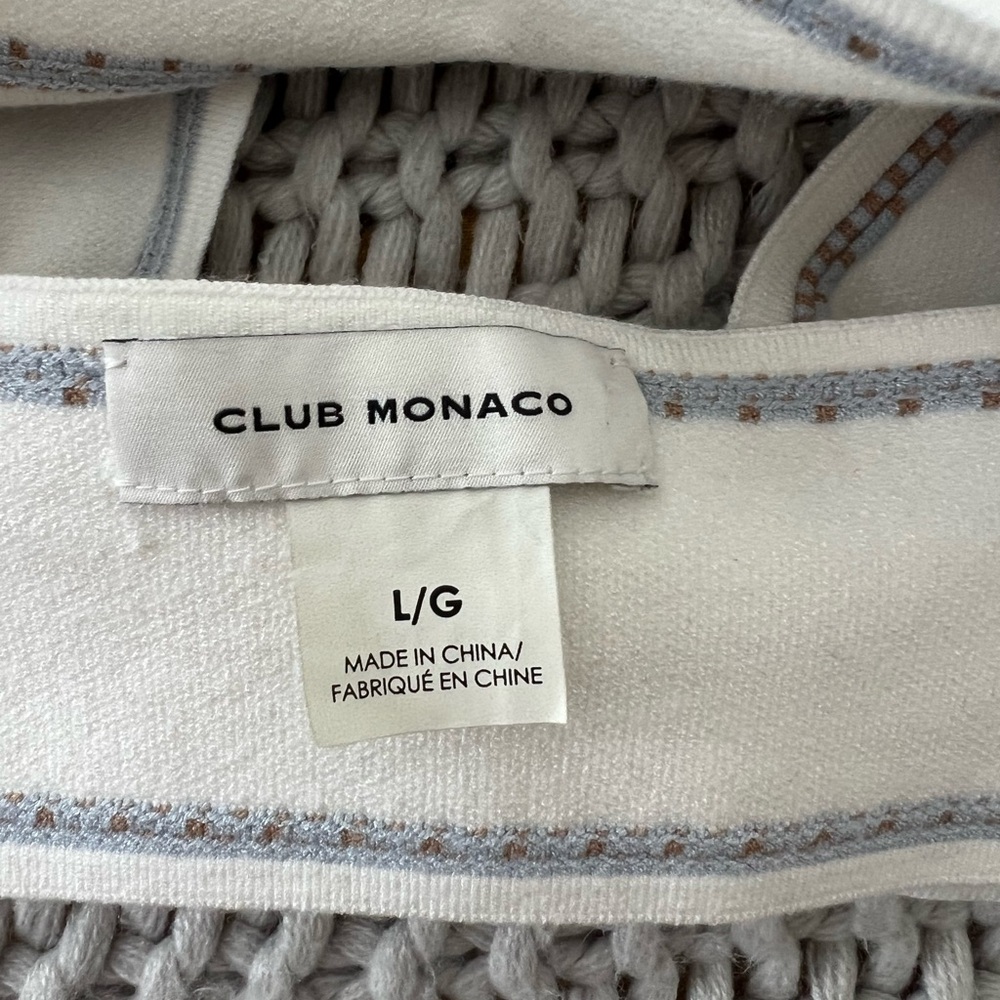 CLUB MONACO
L/G
MADE IN CHINA/
FABRIQUÉ EN CHINE